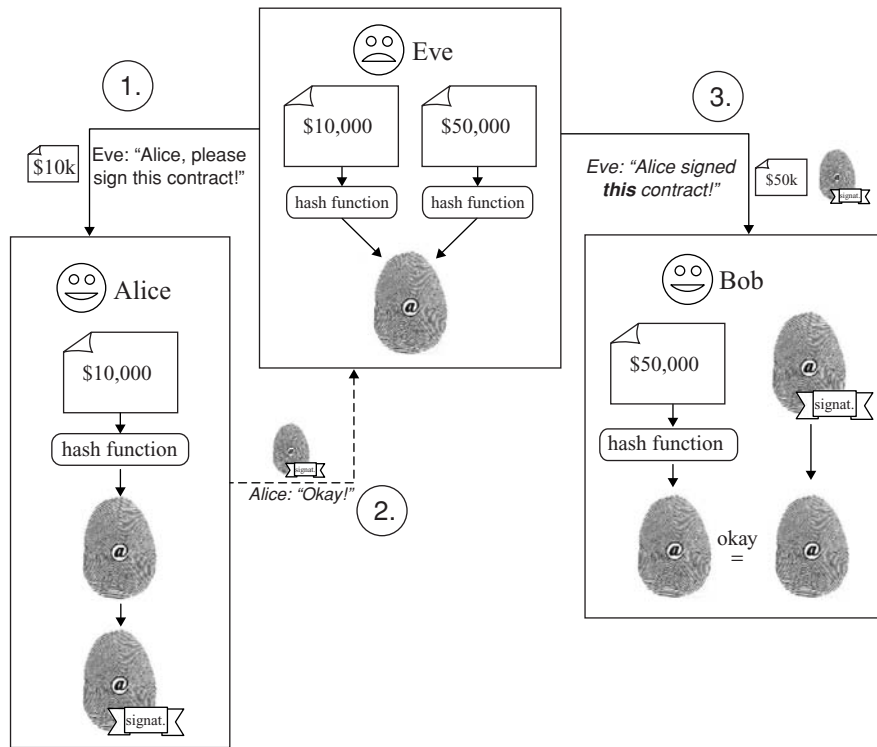 1.
Eve
3.
$10,000
$50,000
$10k
Eve: “Alice, please
sign this contract!”
hash function
hash function
Eve: “Alice signed
this contract!”
$50k
@
signat.
@
Alice
$10,000
hash function
@
@
signat.
@
signat.
Alice: “Okay!”
2.
Bob
$50,000
@
signat.
hash function
@
okay
=
@